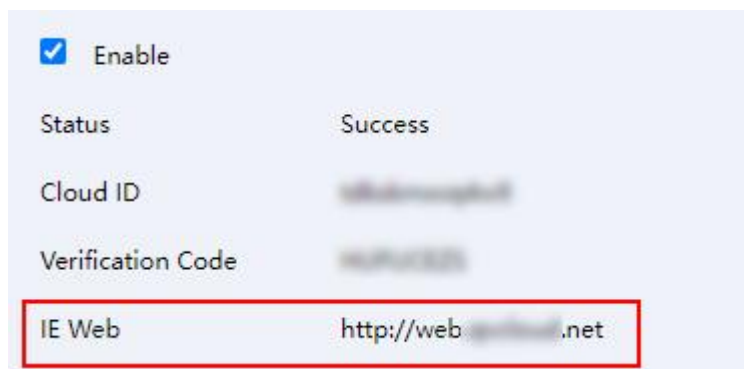 Enable
Status Success
Cloud ID
Verification Code
IE Web http://web .net